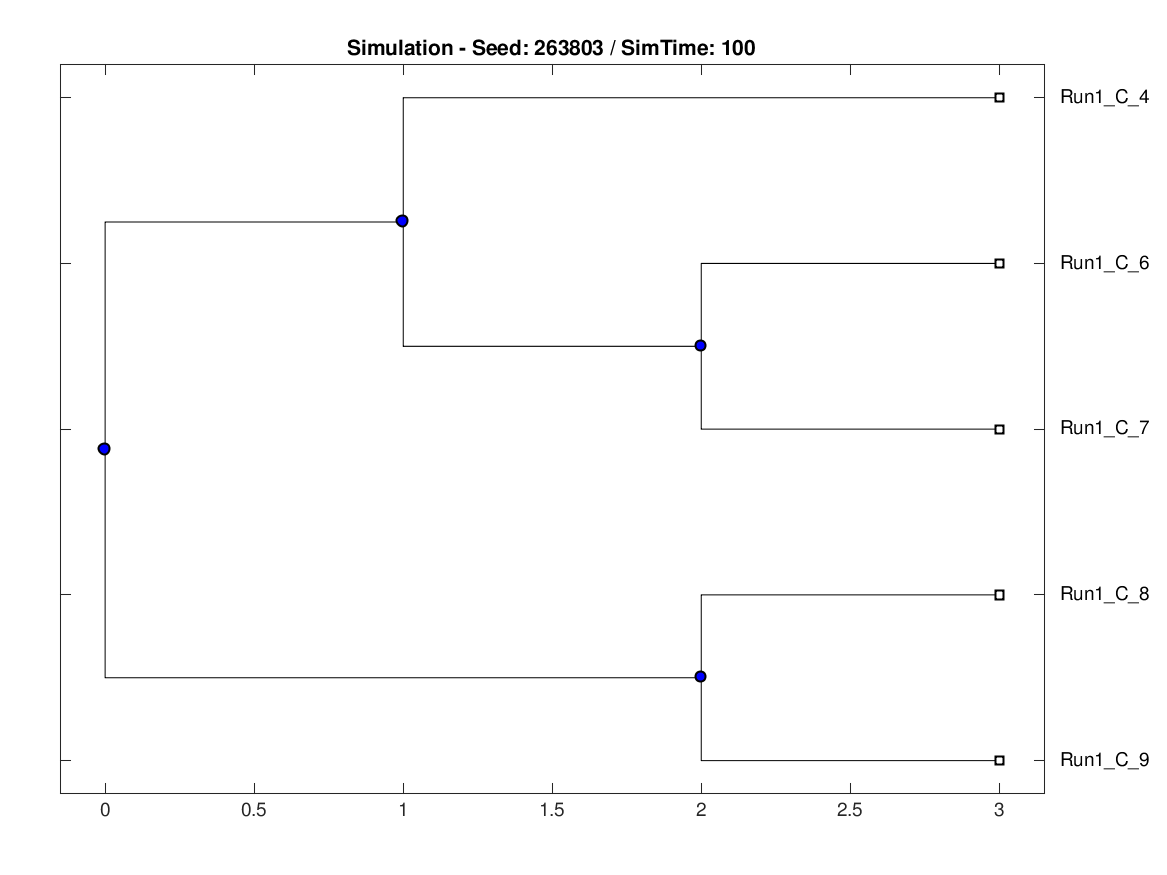 Simulation - Seed: 263803 / SimTime: 100
Run1_C_4
Run1_C_6
Run1_C_7
Run1_C_8
Run1_C_9
0 0.5 1 1.5 2 2.5 3